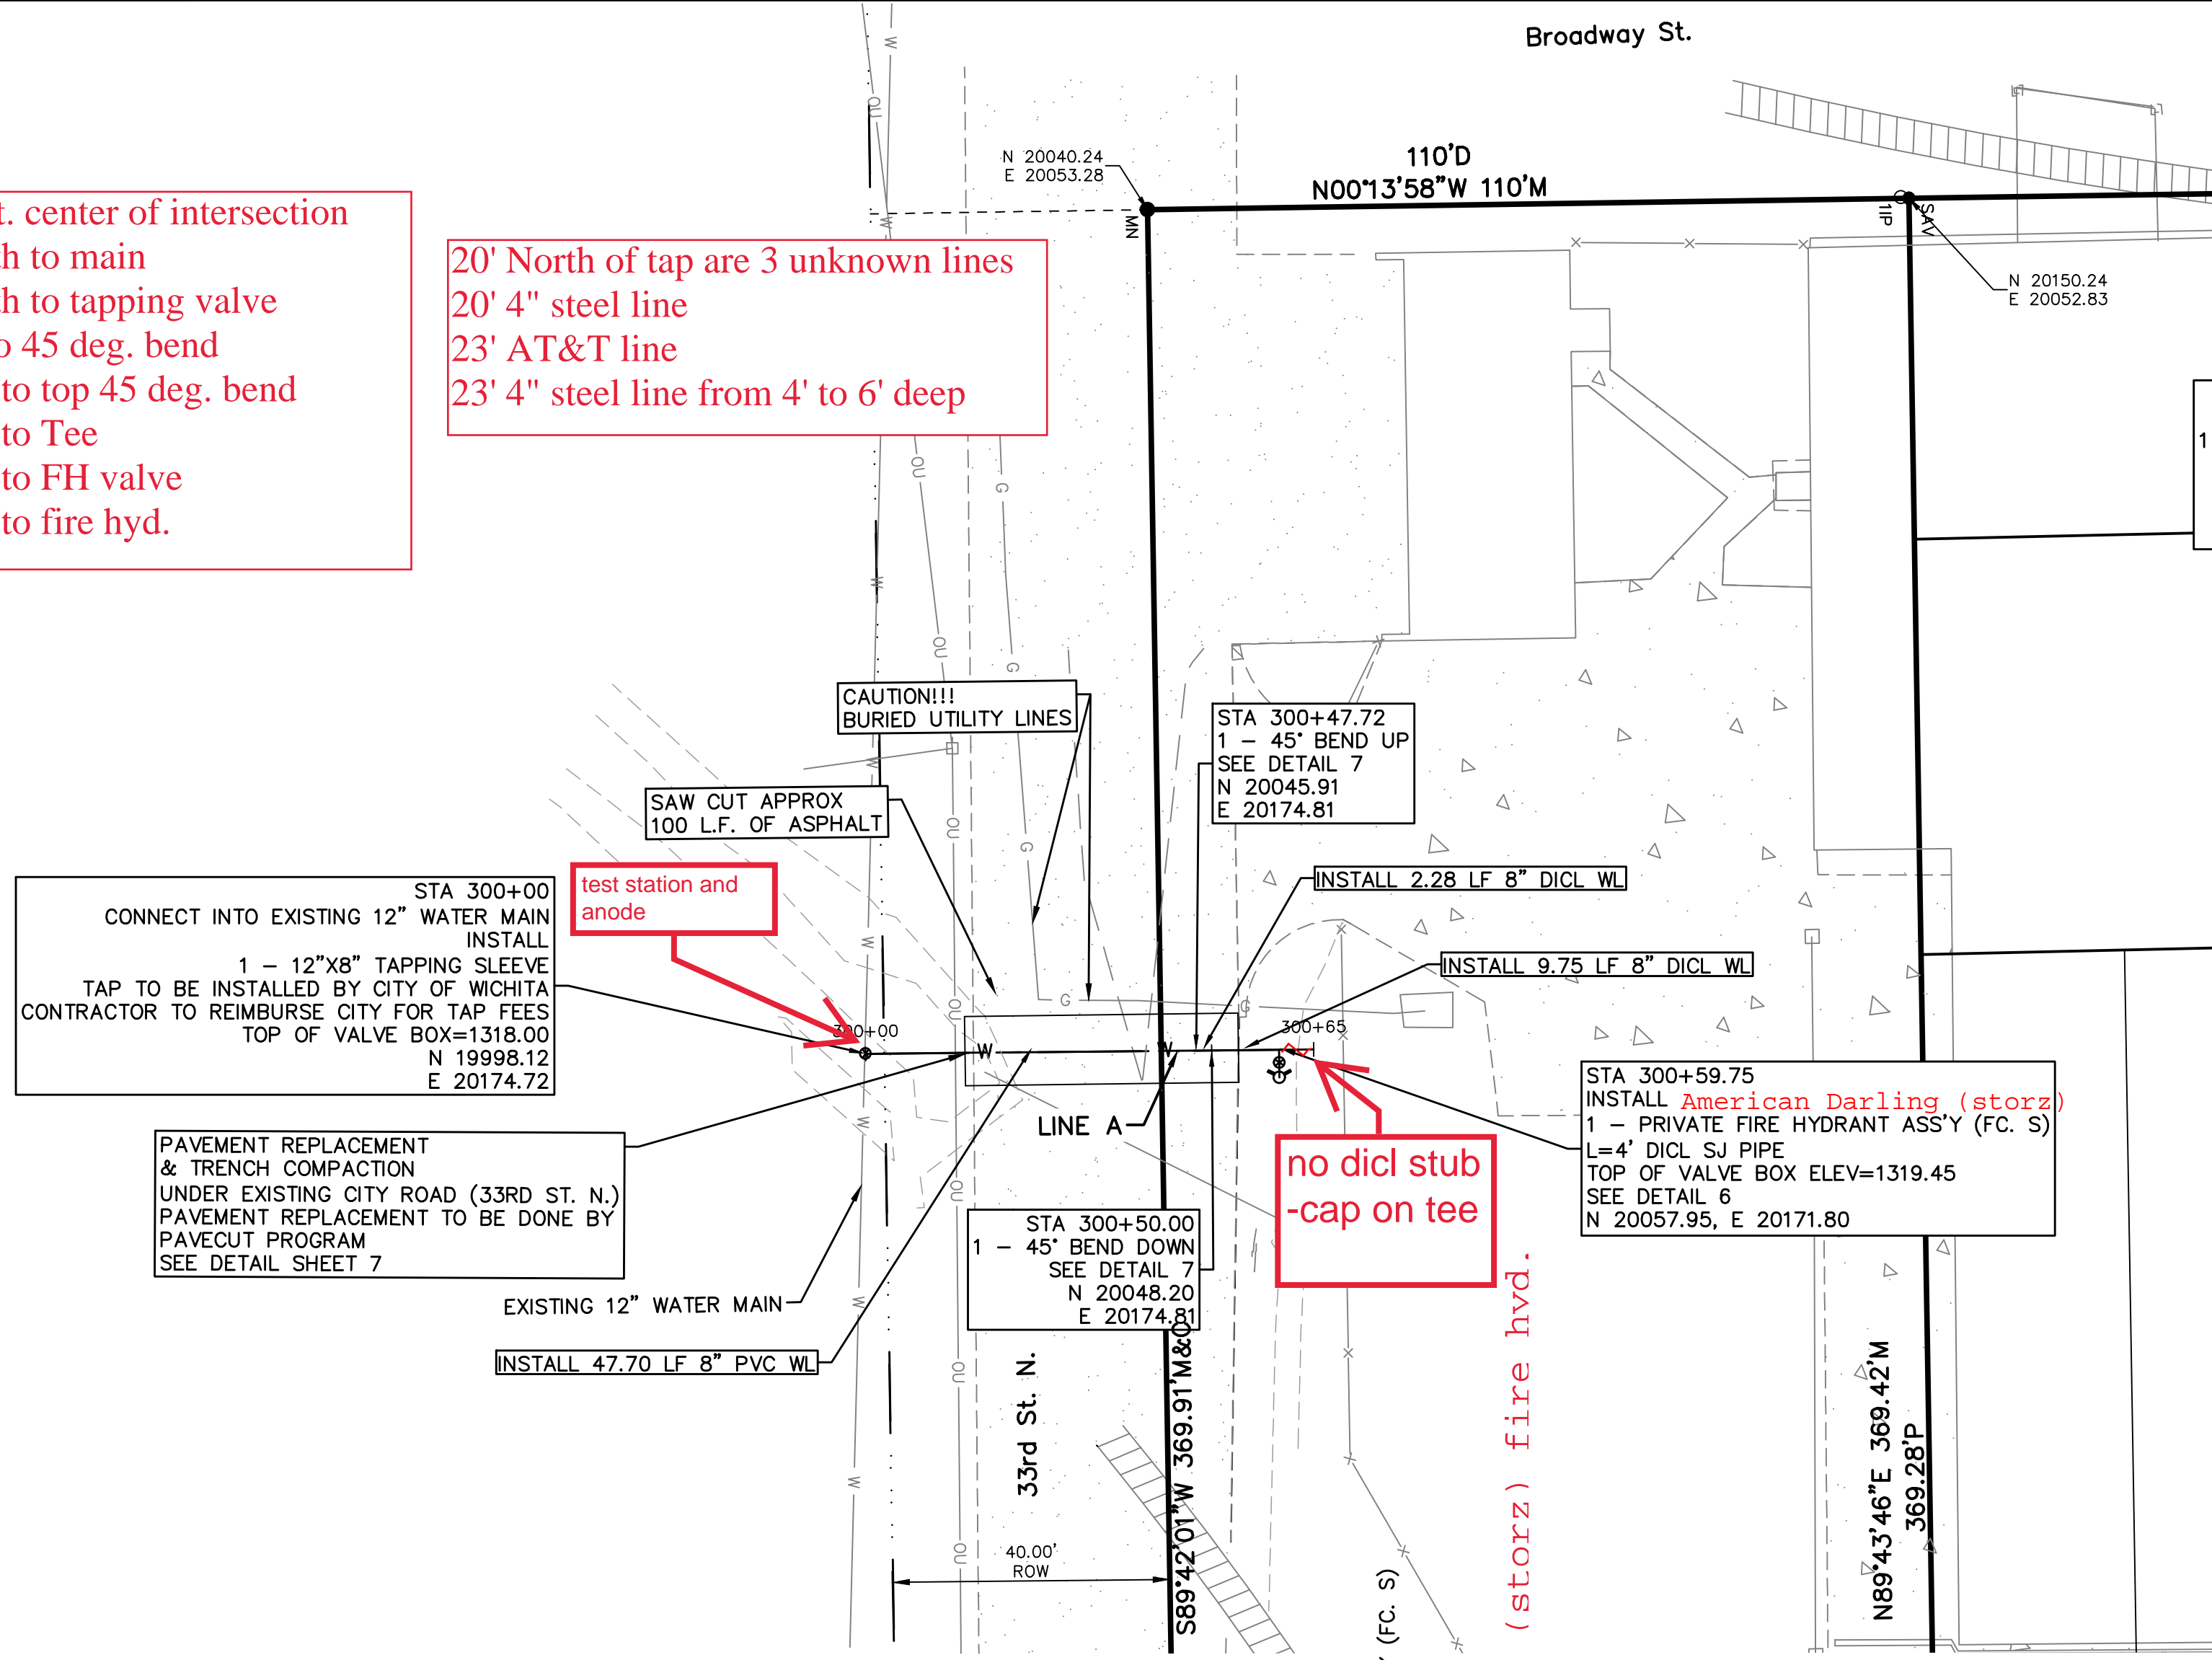 Broadway St.
N 20040.24
E 20053.28
110'D
N00°13'58"W 110'M
MN
1IP
SAV
N 20150.24
E 20052.83
t. center of intersection
th to main
th to tapping valve
o 45 deg. bend
to top 45 deg. bend
to Tee
to FH valve
to fire hyd.
20' North of tap are 3 unknown lines
20' 4" steel line
23' AT&T line
23' 4" steel line from 4' to 6' deep
1
CAUTION!!!
BURIED UTILITY LINES
STA 300+47.72
1 - 45° BEND UP
SEE DETAIL 7
N 20045.91
E 20174.81
SAW CUT APPROX
100 L.F. OF ASPHALT
test station and
anode
STA 300+00
CONNECT INTO EXISTING 12" WATER MAIN
INSTALL
1 - 12"X8" TAPPING SLEEVE
TAP TO BE INSTALLED BY CITY OF WICHITA
CONTRACTOR TO REIMBURSE CITY FOR TAP FEES
TOP OF VALVE BOX=1318.00
N 19998.12
E 20174.72
INSTALL 2.28 LF 8" DICL WL
INSTALL 9.75 LF 8" DICL WL
300+00
300+65
W
W
G
G
LINE A
STA 300+59.75
INSTALL American Darling (storz)
1 - PRIVATE FIRE HYDRANT ASS'Y (FC. S)
L=4' DICL SJ PIPE
TOP OF VALVE BOX ELEV=1319.45
SEE DETAIL 6
N 20057.95, E 20171.80
no dicl stub
-cap on tee
PAVEMENT REPLACEMENT
& TRENCH COMPACTION
UNDER EXISTING CITY ROAD (33RD ST. N.)
PAVEMENT REPLACEMENT TO BE DONE BY
PAVECUT PROGRAM
SEE DETAIL SHEET 7
STA 300+50.00
1 - 45° BEND DOWN
SEE DETAIL 7
N 20048.20
E 20174.81
EXISTING 12" WATER MAIN
INSTALL 47.70 LF 8" PVC WL
33rd St. N.
40.00'
ROW
S89°42'01"W 369.91'M&C
(FC. S)
(storz) fire hyd.
N89°43'46"E 369.42'M
369.28'P